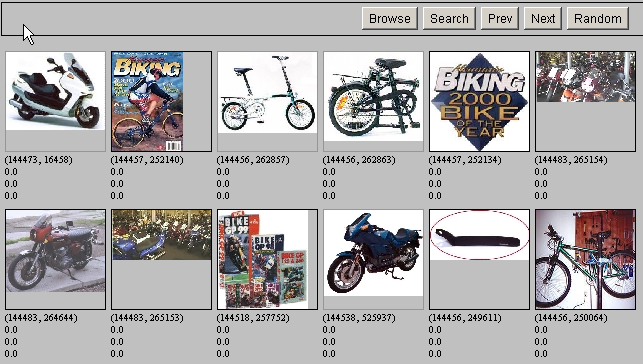 Browse Search Prev Next Random
BIKING
2000
BIKING
2000
BIKE
OF THE
YEAR
(144473, 16458) (144457, 252140) (144456, 262857) (144456, 262863) (144457, 252134) (144483, 265154)
0.0 0.0 0.0 0.0 0.0 0.0
0.0 0.0 0.0 0.0 0.0 0.0
0.0 0.0 0.0 0.0 0.0 0.0
BIKE
BIKE
(144483, 264644) (144483, 265153) (144518, 257752) (144538, 525937) (144456, 249611) (144456, 250064)
0.0 0.0 0.0 0.0 0.0 0.0
0.0 0.0 0.0 0.0 0.0 0.0
0.0 0.0 0.0 0.0 0.0 0.0